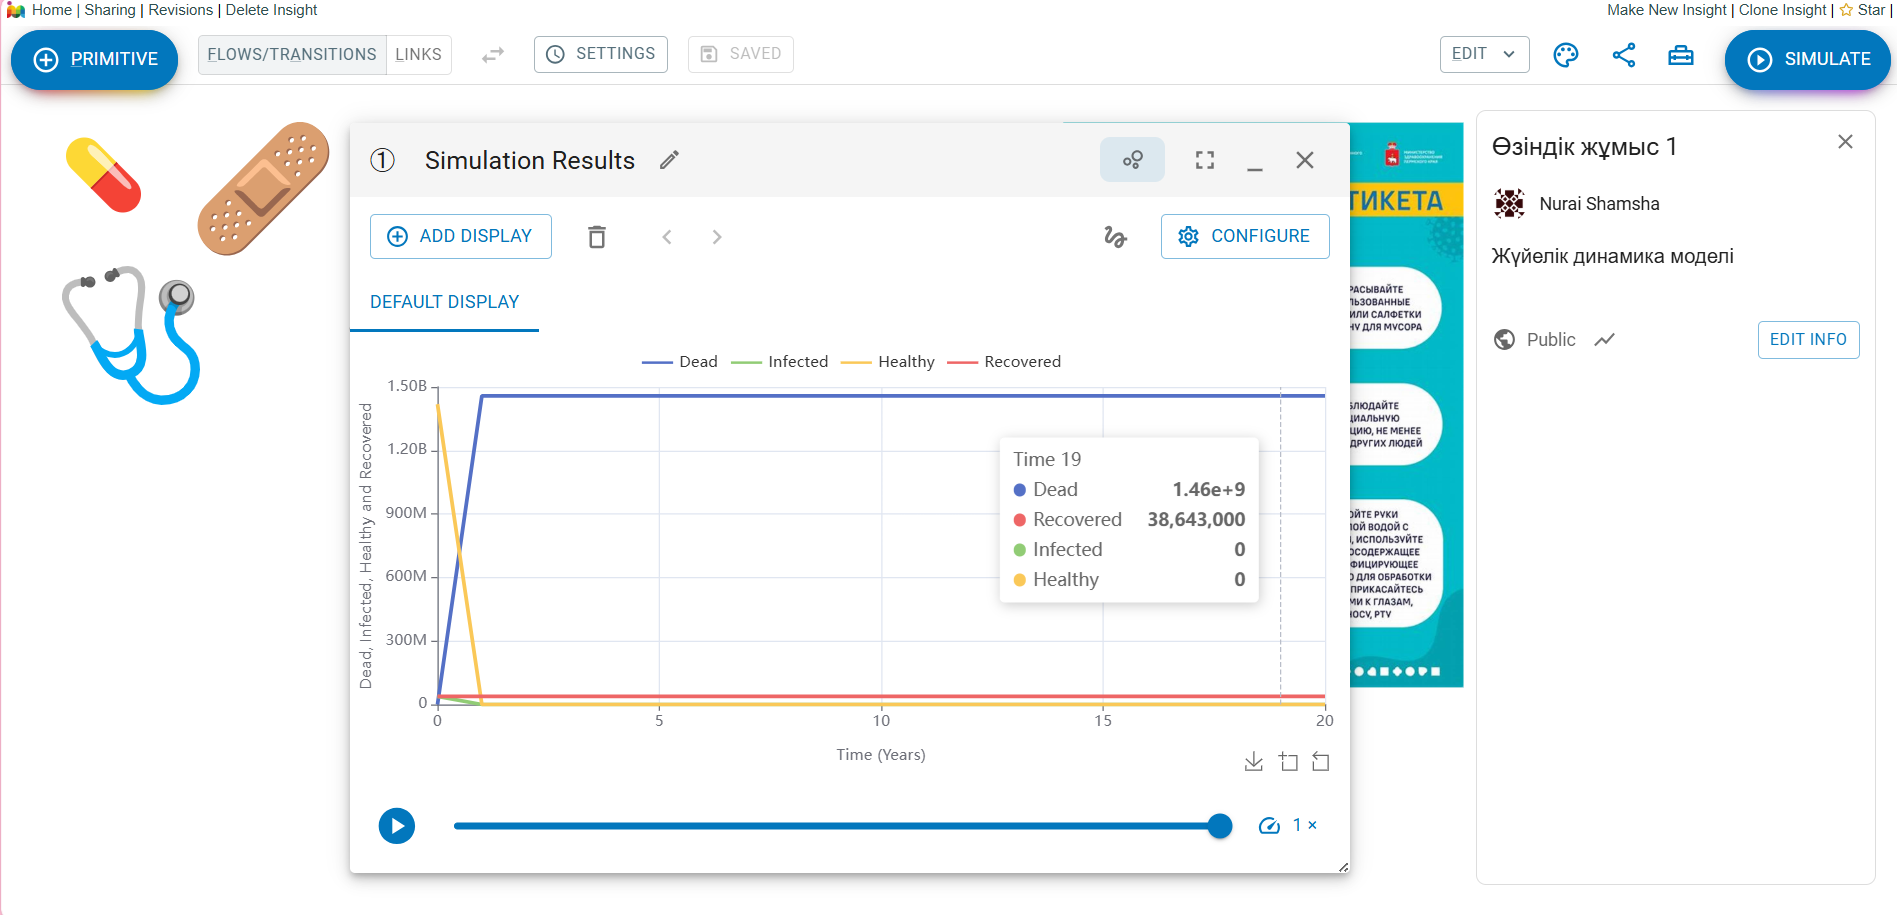 Home | Sharing | Revisions | Delete Insight
Make New Insight | Clone Insight | Star |
PRIMITIVE
FLOWS/TRANSITIONS
LINKS
SETTINGS
SAVED
EDIT
SIMULATE
① Simulation Results
ADD DISPLAY
CONFIGURE
DEFAULT DISPLAY
Dead
Infected
Healthy
Recovered
Dead, Infected, Healthy and Recovered
1.50B
1.20B
900M
600M
300M
0
0
5
10
15
20
Time (Years)
Time 19
Dead 1.46e+9
Recovered 38,643,000
Infected 0
Healthy 0
1 ×
МИНИСТЕРСТВО
ЗДРАВООХРАНЕНИЯ
ПЕРМСКОГО КРАЯ
ТИКЕТА
РАСЫВАЙТЕ
ЛЬЗОВАННЫЕ
ИЛИ САЛФЕТКИ
НУ ДЛЯ МУСОРА
БЛЮДАЙТЕ
ЦИАЛЬНУЮ
ЦИЮ, НЕ МЕНЕЕ
ДРУГИХ ЛЮДЕЙ
ОЙТЕ РУКИ
ЛОЙ ВОДОЙ С
, ИСПОЛЬЗУЙТЕ
ОСОДЕРЖАЩЕЕ
ФИЦИРУЮЩЕЕ
О ДЛЯ ОБРАБОТКИ
ПРИКАСАЙТЕСЬ
МИ К ГЛАЗАМ,
НОСУ, РТУ
Өзіндік жұмыс 1
Nurai Shamsha
Жүйелік динамика моделі
Public
EDIT INFO